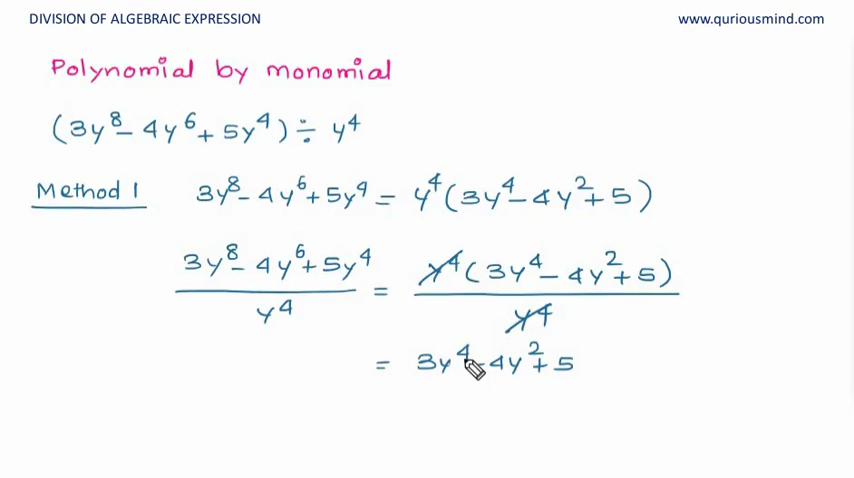 DIVISION OF ALGEBRAIC EXPRESSION
www.quriousmind.com
Polynomial by monomial
(3y⁸ − 4y⁶ + 5y⁴) ÷ y⁴
Method 1 3y⁸ − 4y⁶ + 5y⁴ = y⁴(3y⁴ − 4y² + 5)
(3y⁸ − 4y⁶ + 5y⁴)/y⁴ = y⁴(3y⁴ − 4y² + 5)/y⁴
= 3y⁴ − 4y² + 5